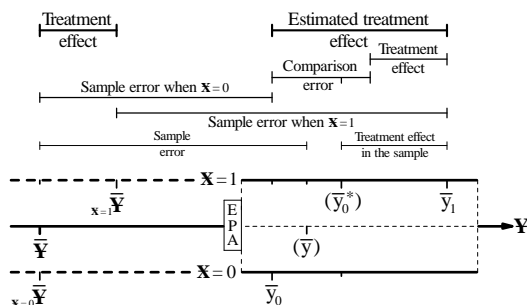 Treatment
effect
Estimated treatment
effect
Treatment
effect
Comparison
error
Sample error when X = 0
Sample error when X = 1
Sample
error
Treatment effect
in the sample
X = 1
X=1Ȳ
(ȳ0*)
ȳ1
E
P
A
Ȳ
(ȳ)
Y
X = 0
X=0Ȳ
ȳ0